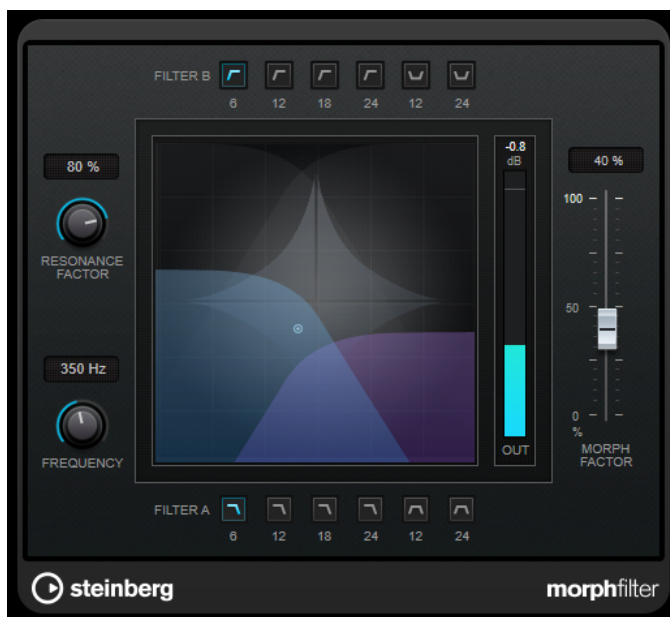 FILTER B
6 12 18 24 12 24
80 %
RESONANCE
FACTOR
350 Hz
FREQUENCY
-0.8
dB
OUT
40 %
100
50
0
%
MORPH
FACTOR
FILTER A
6 12 18 24 12 24
steinberg morphfilter